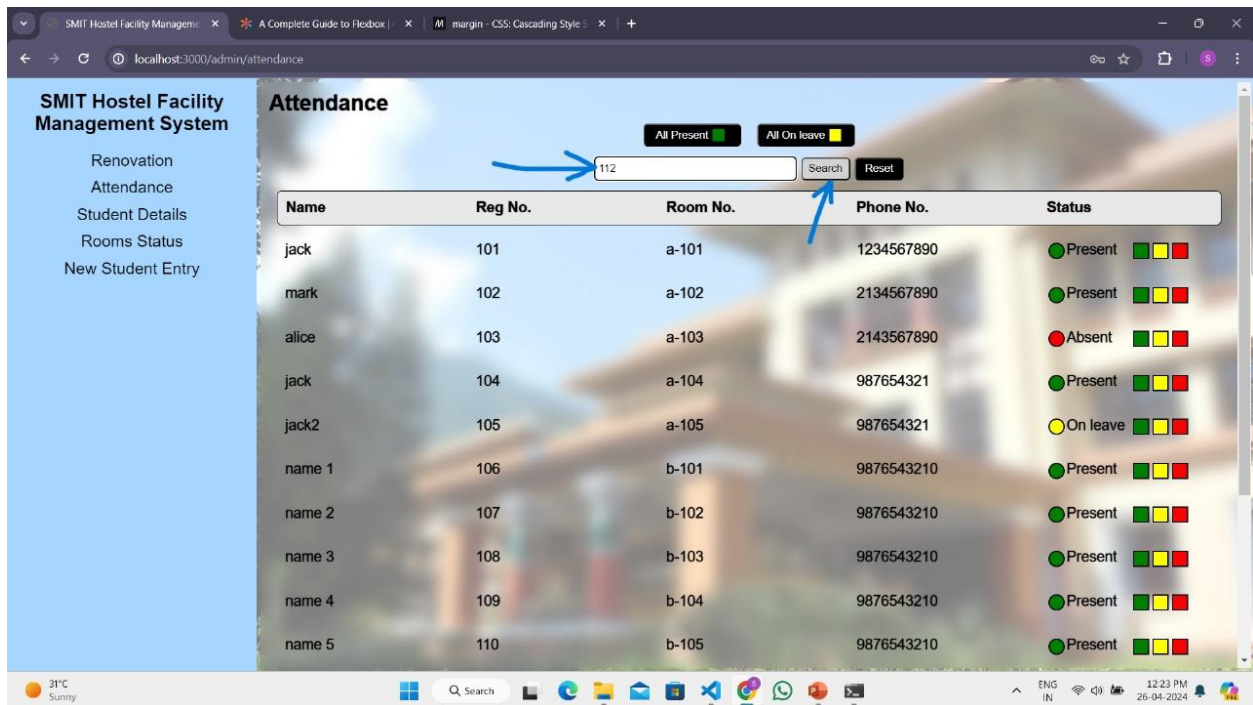 SMIT Hostel Facility Manageme
A Complete Guide to Flexbox |
margin - CSS: Cascading Style S
localhost:3000/admin/attendance
S
SMIT Hostel Facility
Management System
Renovation
Attendance
Student Details
Rooms Status
New Student Entry
Attendance
All Present
All On leave
112
Search
Reset
Name Reg No. Room No. Phone No. Status
jack 101 a-101 1234567890 Present
mark 102 a-102 2134567890 Present
alice 103 a-103 2143567890 Absent
jack 104 a-104 987654321 Present
jack2 105 a-105 987654321 On leave
name 1 106 b-101 9876543210 Present
name 2 107 b-102 9876543210 Present
name 3 108 b-103 9876543210 Present
name 4 109 b-104 9876543210 Present
name 5 110 b-105 9876543210 Present
31°C
Sunny
Search
ENG
IN
12:23 PM
26-04-2024